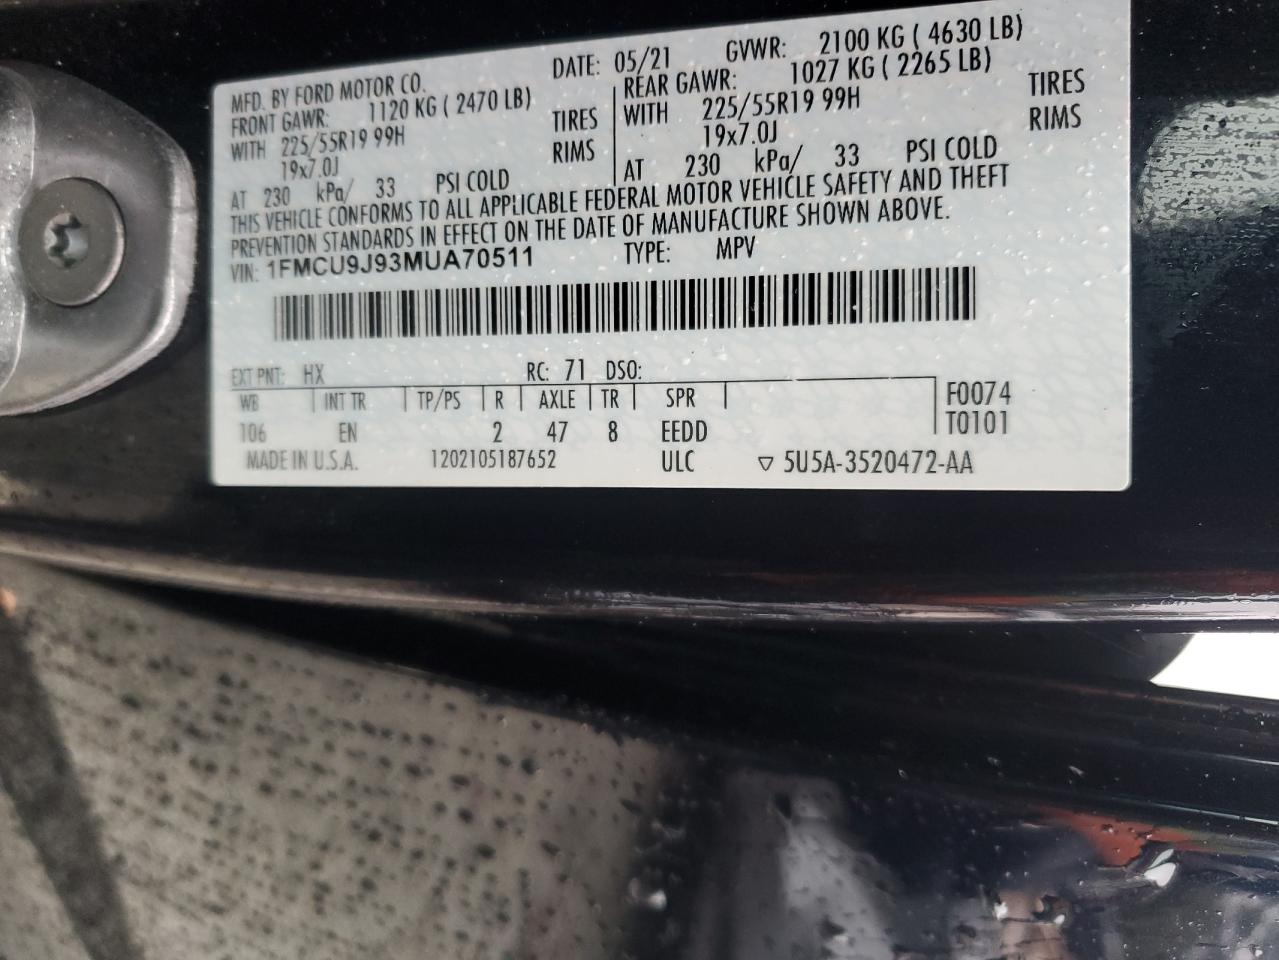 MFD. BY FORD MOTOR CO. DATE: 05/21 GVWR: 2100 KG ( 4630 LB)
FRONT GAWR: 1120 KG ( 2470 LB) REAR GAWR: 1027 KG ( 2265 LB)
WITH 225/55R19 99H TIRES WITH 225/55R19 99H TIRES
19x7.0J RIMS 19x7.0J RIMS
AT 230 kPa/ 33 PSI COLD AT 230 kPa/ 33 PSI COLD
THIS VEHICLE CONFORMS TO ALL APPLICABLE FEDERAL MOTOR VEHICLE SAFETY AND THEFT
PREVENTION STANDARDS IN EFFECT ON THE DATE OF MANUFACTURE SHOWN ABOVE.
VIN: 1FMCU9J93MUA70511 TYPE: MPV
EXT PNT: HX RC: 71 DSO:
WB INT TR TP/PS R AXLE TR SPR F0074
106 EN 2 47 8 EEDD T0101
MADE IN U.S.A. 1202105187652 ULC ▽ 5U5A-3520472-AA